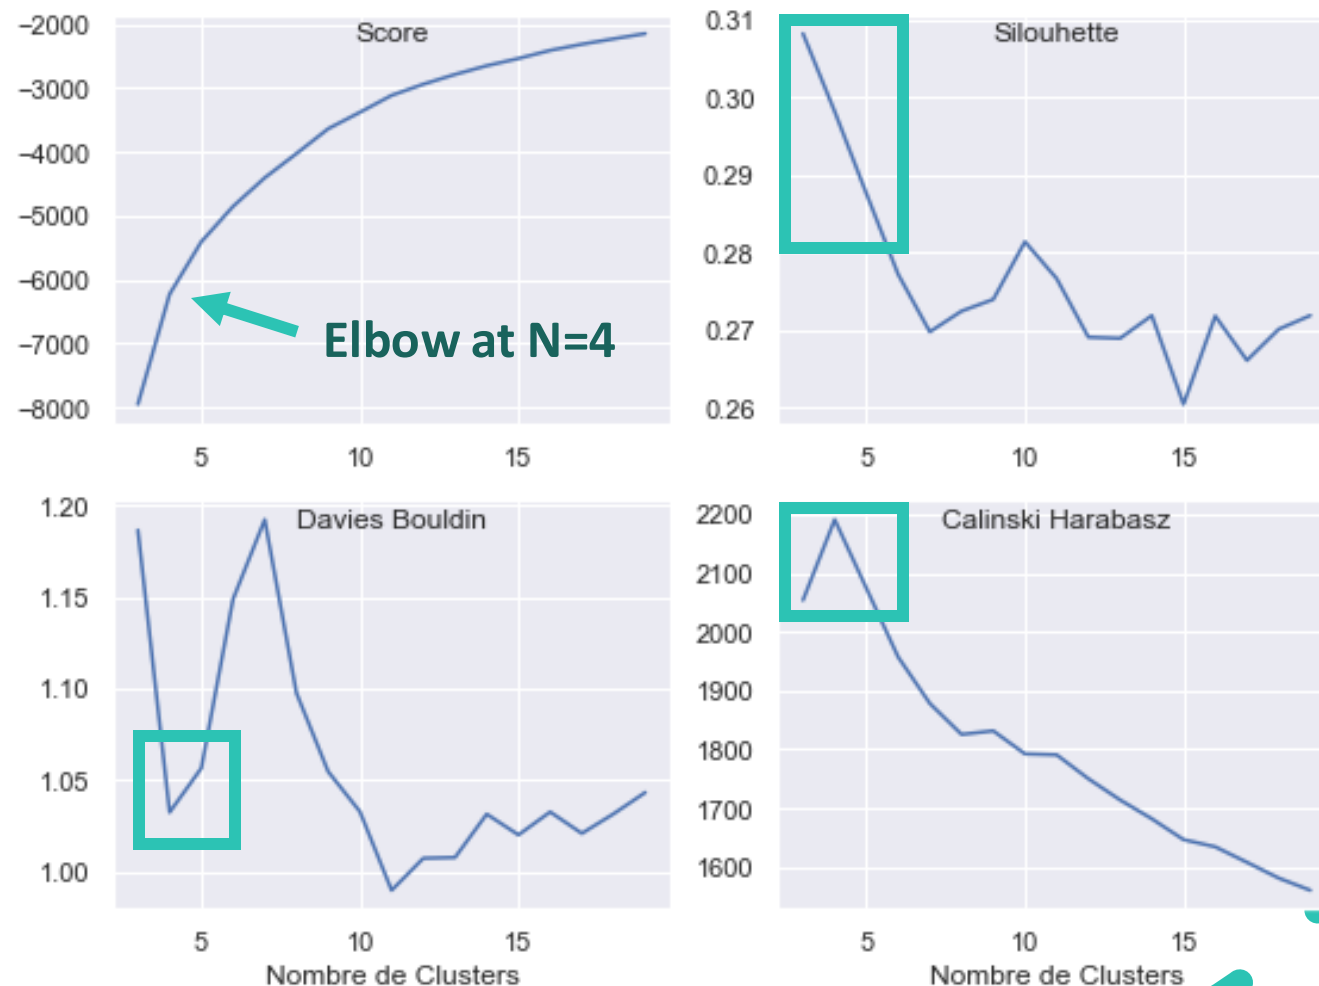 Score
−2000
−3000
−4000
−5000
−6000
−7000
−8000
Elbow at N=4
5 10 15
Silouhette
0.31
0.30
0.29
0.28
0.27
0.26
5 10 15
Davies Bouldin
1.20
1.15
1.10
1.05
1.00
5 10 15
Nombre de Clusters
Calinski Harabasz
2200
2100
2000
1900
1800
1700
1600
5 10 15
Nombre de Clusters